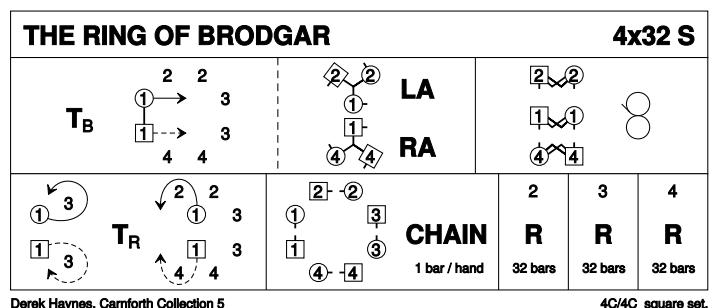 THE RING OF BRODGAR 4x32 S
2 2
1 3
TB
1 3
4 4
2 2
1 LA
1
4 4 RA
2 2
1 1
4 4
1 3
1 3
2 2
1 3
TR
1 3
4 4
2 2
1 3
1 3
4 4
CHAIN
1 bar / hand
2 3 4
R R R
32 bars 32 bars 32 bars
Derek Haynes, Carnforth Collection 5 4C/4C square set.